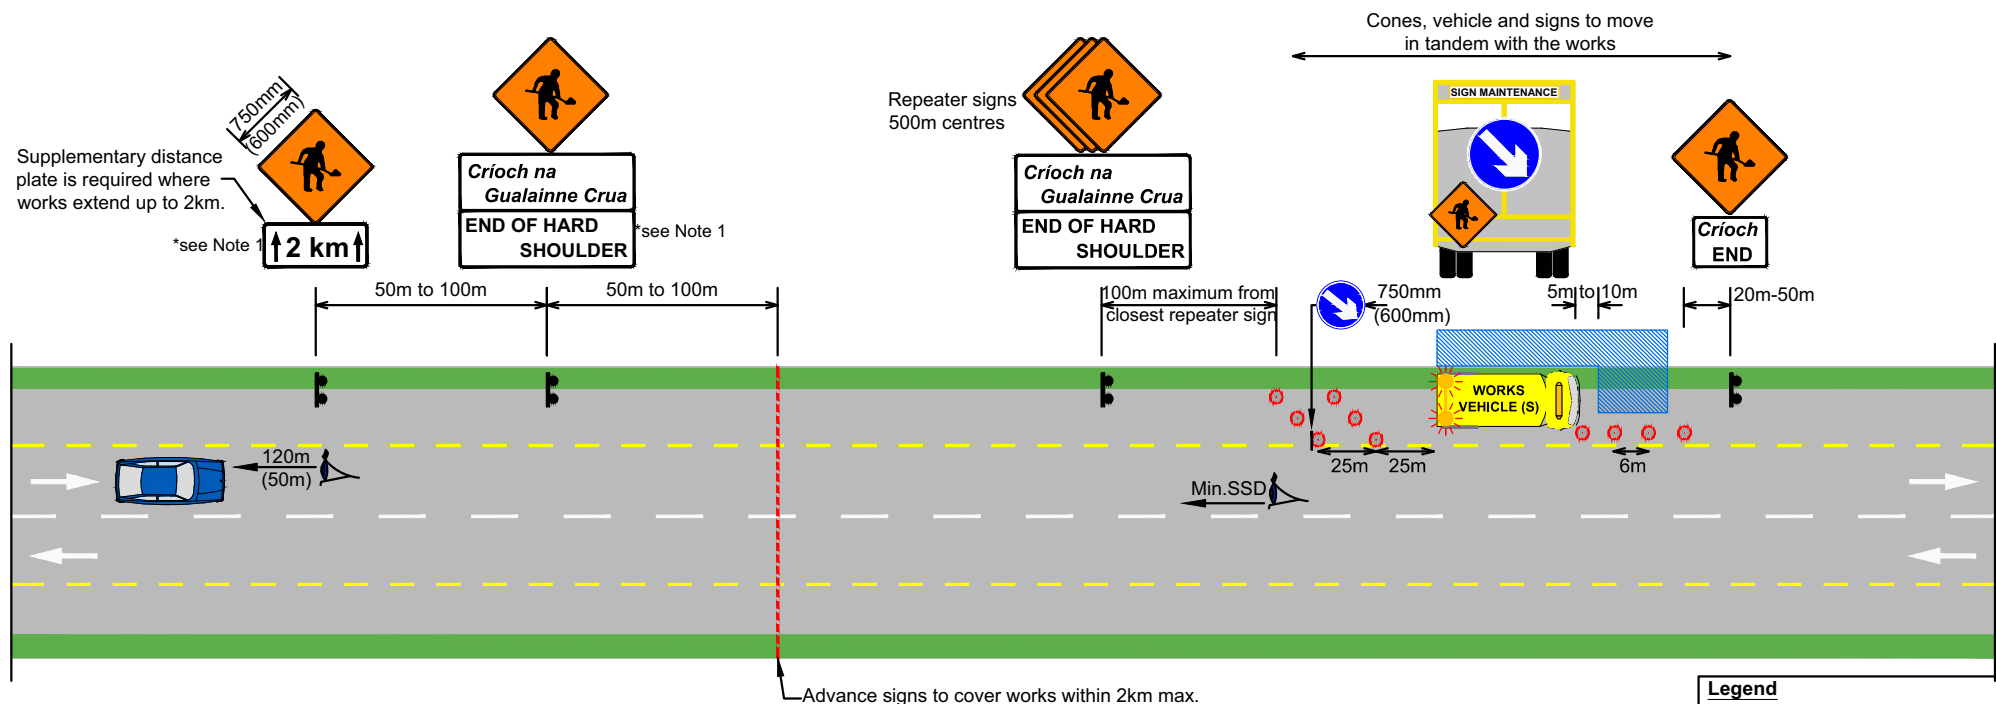 Cones, vehicle and signs to move
in tandem with the works
750mm
(600mm)
Supplementary distance
plate is required where
works extend up to 2km.
*see Note 1
2 km
Críoch na
Gualainne Crua
END OF HARD
SHOULDER
*see Note 1
Repeater signs
500m centres
Críoch na
Gualainne Crua
END OF HARD
SHOULDER
SIGN MAINTENANCE
Críoch
END
50m to 100m
50m to 100m
100m maximum from
closest repeater sign
750mm
(600mm)
5m to 10m
20m-50m
WORKS
VEHICLE (S)
120m
(50m)
Min.SSD
25m
25m
6m
Advance signs to cover works within 2km max.
Legend